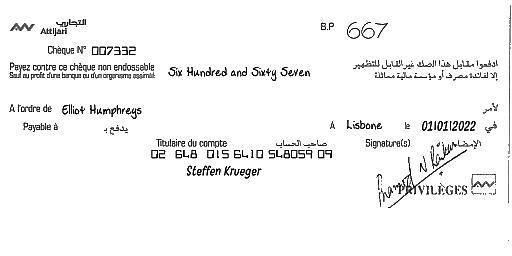 التجاري
Attijari
B.P 667
Chèque N° 007332
Payez contre ce chèque non endossable
Sauf au profit d'une banque ou d'un organisme assimilé
Six Hundred and Sixty Seven
ادفعوا مقابل هذا الصك غير القابل للتظهير
إلا لفائدة مصرف أو مؤسسة مالية مماثلة
A l'ordre de Elliot Humphreys
لأمر
Payable à يدفع بـ
A Lisbone le 01/01/2022 في
Titulaire du compte صاحب الحساب
Signature(s) الإمضاء
02 648 015 6410 548059 09
Steffen Krueger
PRIVILÈGES